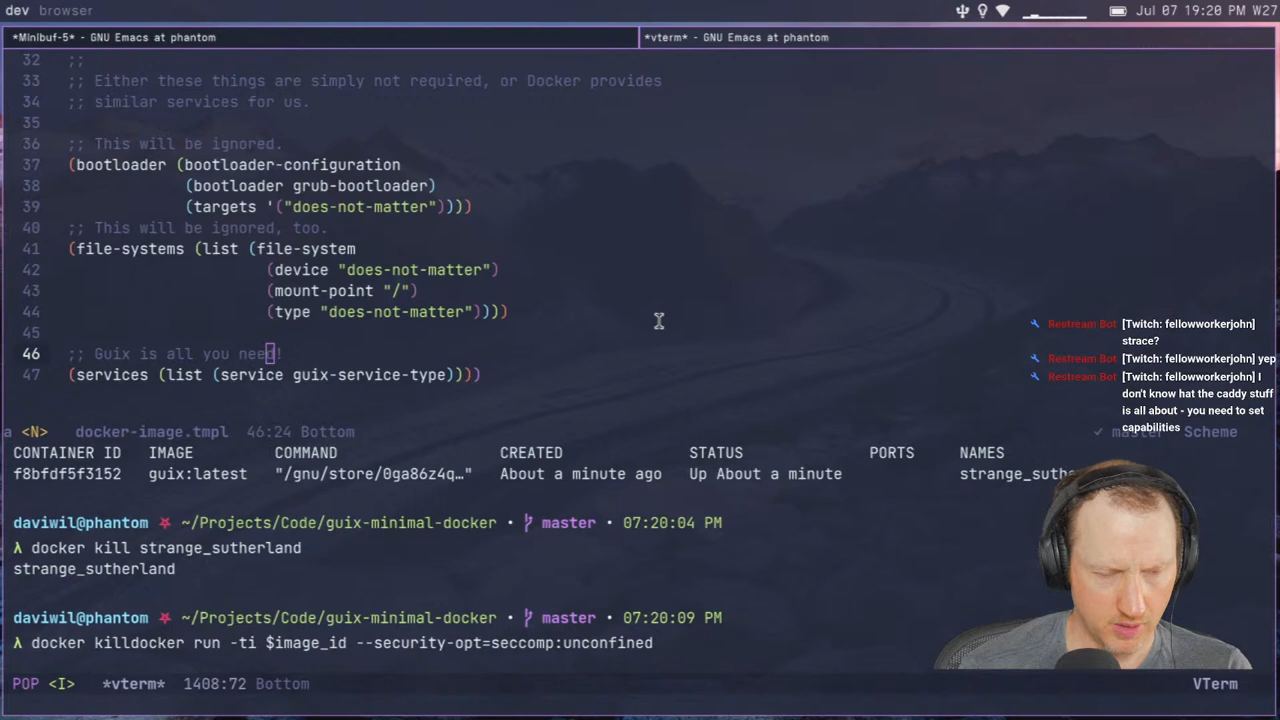 dev browser
Jul 07 19:20 PM W27
*Minibuf-5* - GNU Emacs at phantom
*vterm* - GNU Emacs at phantom
32 ;;
33 ;; Either these things are simply not required, or Docker provides
34 ;; similar services for us.
35
36 ;; This will be ignored.
37 (bootloader (bootloader-configuration
38 (bootloader grub-bootloader)
39 (targets '("does-not-matter"))))
40 ;; This will be ignored, too.
41 (file-systems (list (file-system
42 (device "does-not-matter")
43 (mount-point "/")
44 (type "does-not-matter"))))
45
46 ;; Guix is all you need!
47 (services (list (service guix-service-type))))
Restream Bot [Twitch: fellowworkerjohn]
strace?
Restream Bot [Twitch: fellowworkerjohn] yep
Restream Bot [Twitch: fellowworkerjohn] I
don't know hat the caddy stuff
is all about - you need to set
capabilities
a <N> docker-image.tmpl 46:24 Bottom ✓ master Scheme
CONTAINER ID IMAGE COMMAND CREATED STATUS PORTS NAMES
f8bfdf5f3152 guix:latest "/gnu/store/0ga86z4q…" About a minute ago Up About a minute
daviwil@phantom ~/Projects/Code/guix-minimal-docker • master • 07:20:04 PM
λ docker kill strange_sutherland
strange_sutherland
daviwil@phantom ~/Projects/Code/guix-minimal-docker • master • 07:20:09 PM
λ docker killdocker run -ti $image_id --security-opt=seccomp:unconfined
POP <I> *vterm* 1408:72 Bottom VTerm